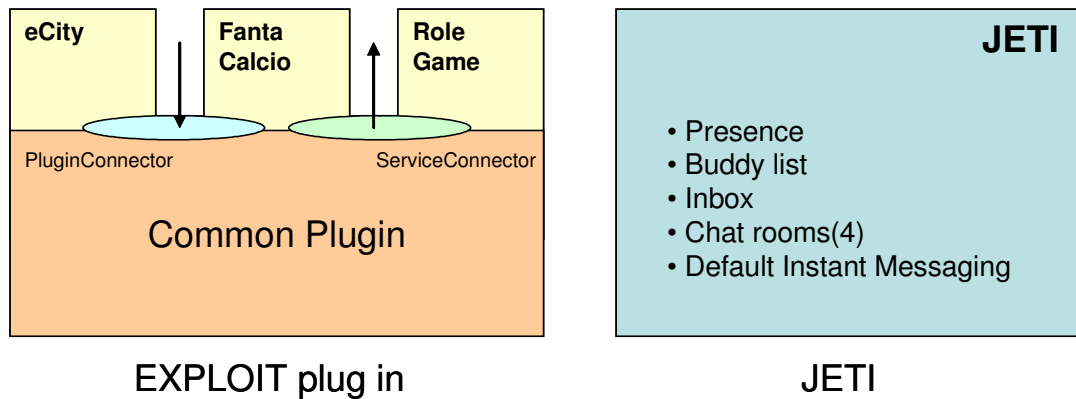 eCity
Fanta
Calcio
Role
Game
PluginConnector
ServiceConnector
Common Plugin
EXPLOIT plug in
JETI
• Presence
• Buddy list
• Inbox
• Chat rooms(4)
• Default Instant Messaging
JETI